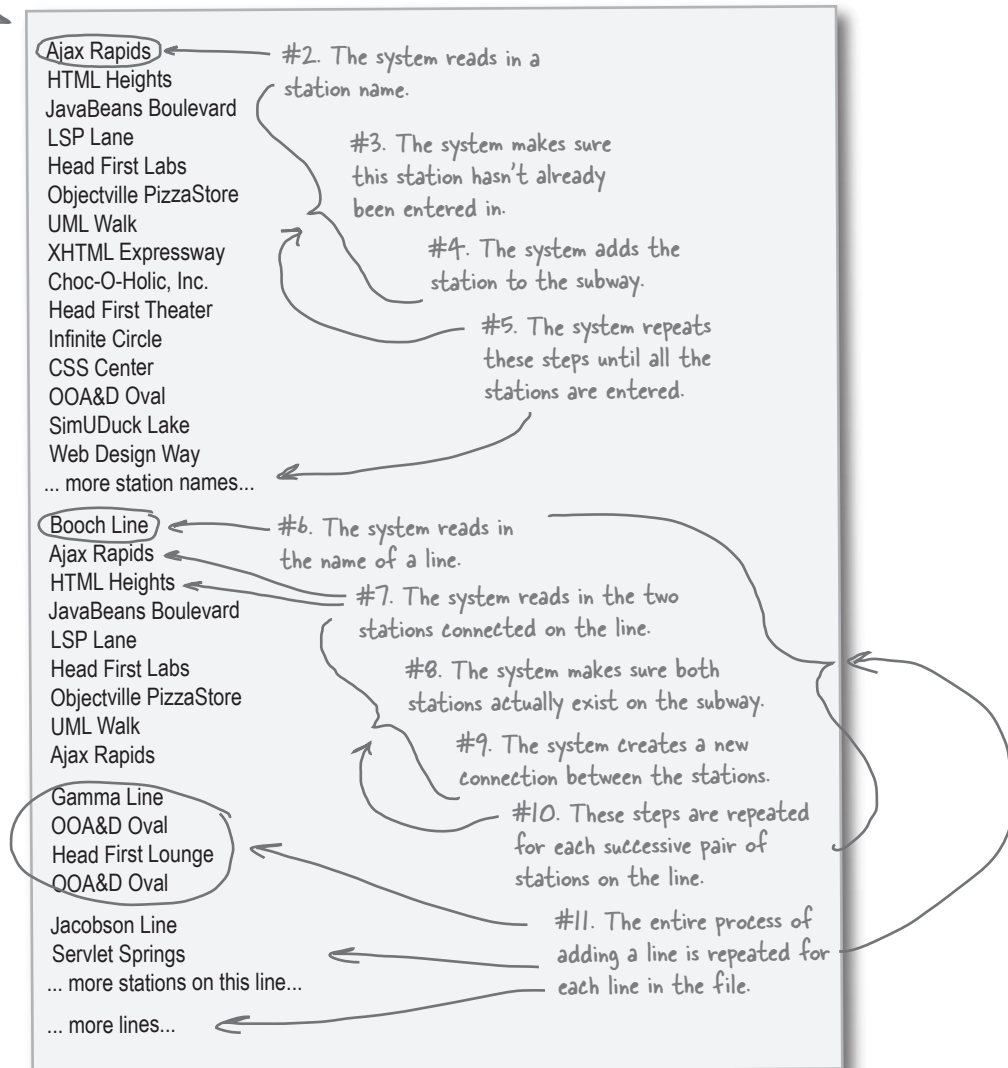 Ajax Rapids
HTML Heights
JavaBeans Boulevard
LSP Lane
Head First Labs
Objectville PizzaStore
UML Walk
XHTML Expressway
Choc-O-Holic, Inc.
Head First Theater
Infinite Circle
CSS Center
OOA&D Oval
SimUDuck Lake
Web Design Way
... more station names...
#2. The system reads in a
station name.
#3. The system makes sure
this station hasn't already
been entered in.
#4. The system adds the
station to the subway.
#5. The system repeats
these steps until all the
stations are entered.
Booch Line
Ajax Rapids
HTML Heights
JavaBeans Boulevard
LSP Lane
Head First Labs
Objectville PizzaStore
UML Walk
Ajax Rapids
#6. The system reads in
the name of a line.
#7. The system reads in the two
stations connected on the line.
#8. The system makes sure both
stations actually exist on the subway.
#9. The system creates a new
connection between the stations.
#10. These steps are repeated
for each successive pair of
stations on the line.
Gamma Line
OOA&D Oval
Head First Lounge
OOA&D Oval
Jacobson Line
Servlet Springs
... more stations on this line...
... more lines...
#11. The entire process of
adding a line is repeated for
each line in the file.